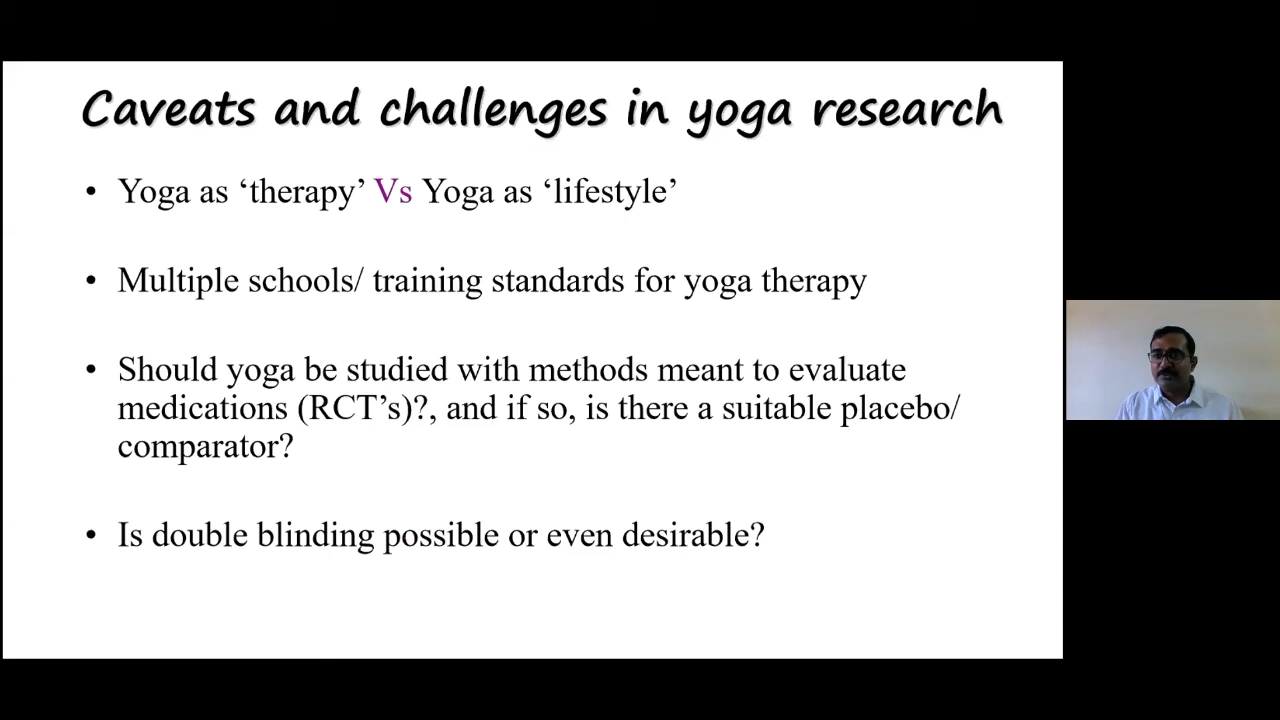 Caveats and challenges in yoga research
• Yoga as ‘therapy’ Vs Yoga as ‘lifestyle’
• Multiple schools/ training standards for yoga therapy
• Should yoga be studied with methods meant to evaluate
medications (RCT’s)?, and if so, is there a suitable placebo/
comparator?
• Is double blinding possible or even desirable?